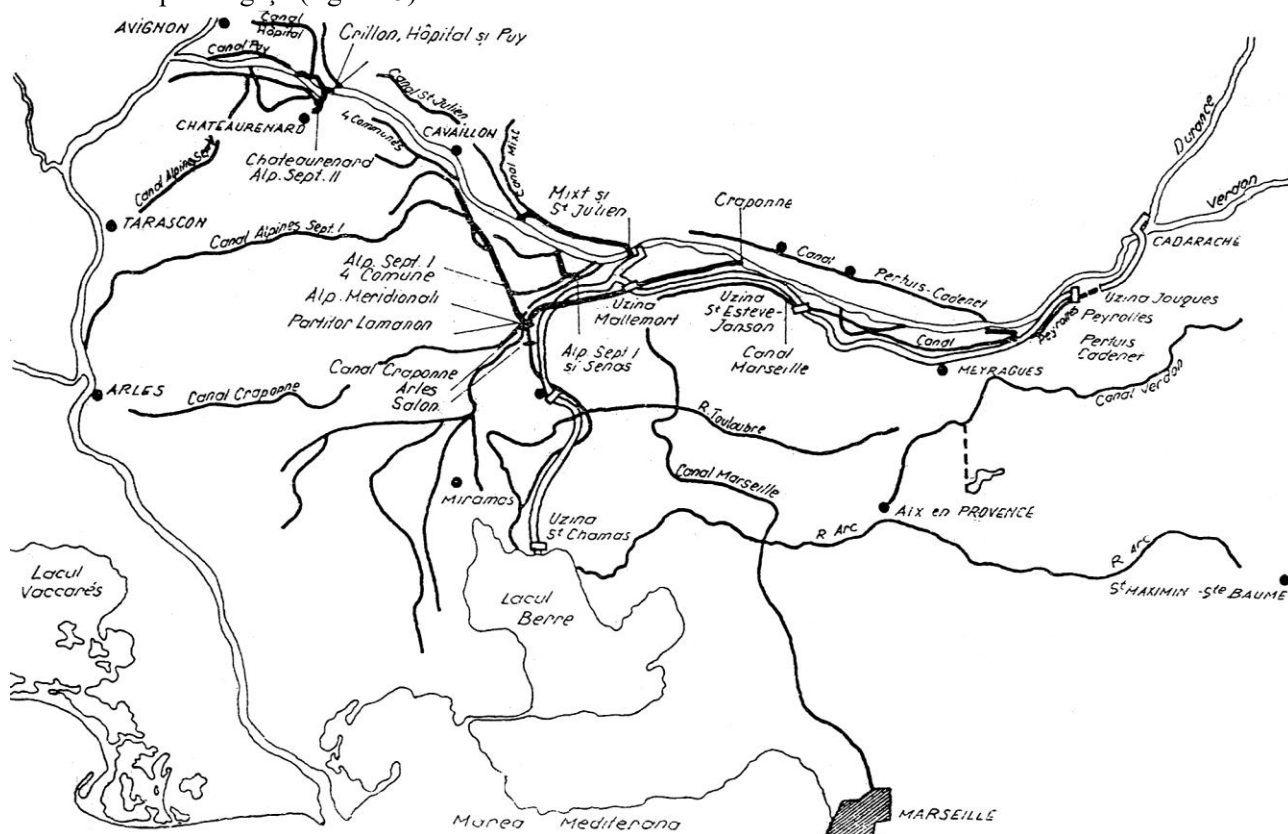 AVIGNON
Canal
Hôpital
Crillon, Hôpital și Puy
Canal Puy
Canal St Julien
CHATEAURENARD
4 Communes
CAVAILLON
Canal Mixt
Durance
Verdon
Canal Alpines Sept.
Chateaurenard
Alp. Sept. II
Mixt și
St Julien
Craponne
TARASCON
Canal Alpines Sept. I
CADARACHÉ
Canal
Pertuis-Cadenet
Alp. Sept. I
4 Comune
Alp. Meridionali
Partitor Lamanon
Uzina
Mallemort
Uzina
St Esteve-
Janson
Uzina Jouques
Peyrolles
Peyrolles
Canal
Pertuis
Cadenet
Canal Craponne
Arles
Salon
Alp. Sept I
și Senas
Canal
Marseille
MEYRAGUES
Canal Verdon
ARLES
Canal Craponne
R. Touloubre
Canal Marseille
Miramas
Aix en PROVENCE
Uzina
St Chamas
R Arc
R Arc
St MAXIMIN-Ste BAUME
Lacul
Vaccarés
Lacul
Berre
Marea Mediterana
MARSEILLE